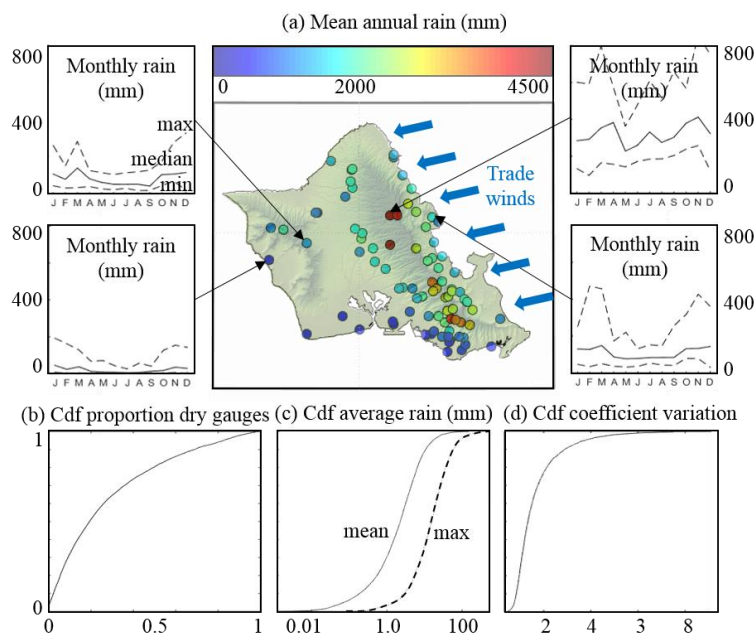 (a) Mean annual rain (mm)
800
Monthly rain
(mm)
400
max
median
min
0
J F M A M J J A S O N D
0 2000 4500
Trade
winds
Monthly rain
(mm)
800
400
0
J F M A M J J A S O N D
800
Monthly rain
(mm)
400
0
J F M A M J J A S O N D
Monthly rain
(mm)
800
400
0
J F M A M J J A S O N D
(b) Cdf proportion dry gauges
1
0
0 0.5 1
(c) Cdf average rain (mm)
mean
max
0.01 1.0 100
(d) Cdf coefficient variation
2 4 3 8